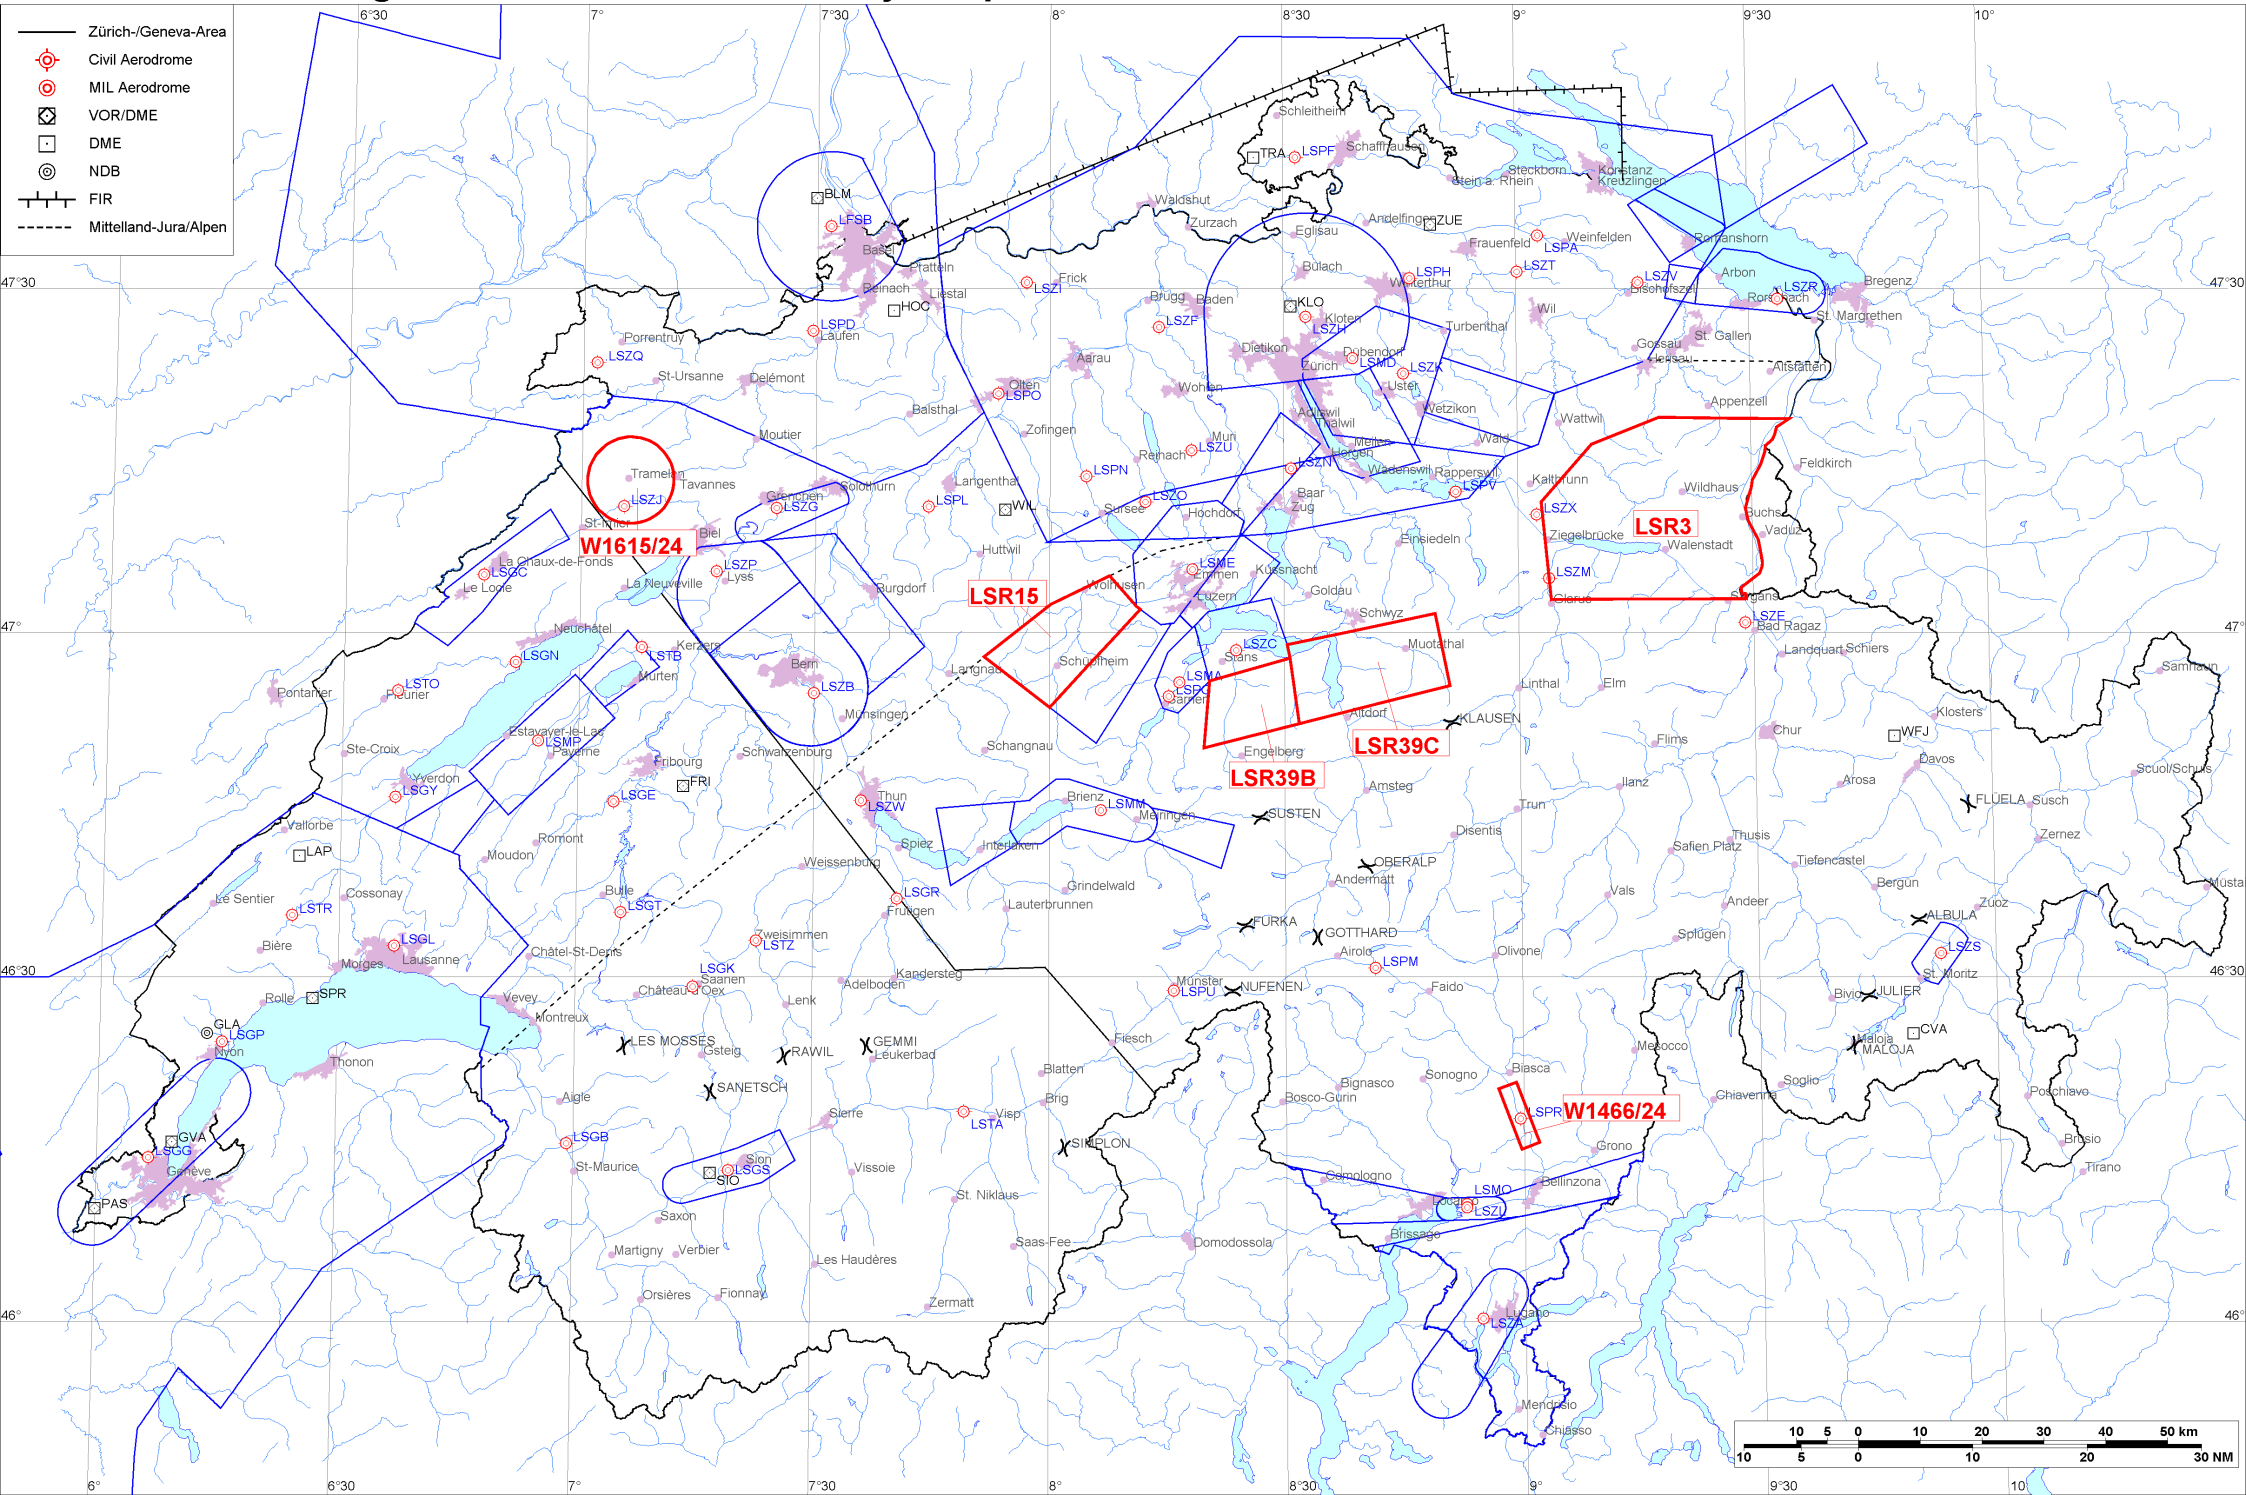 6°30
7°
7°30
8°
8°30
9°
9°30
10°
Zürich-/Geneva-Area
Civil Aerodrome
MIL Aerodrome
VOR/DME
DME
NDB
FIR
Mittelland-Jura/Alpen
Schleitheim
TRA
LSPF
Schaffhausen
Steckborn
Stein a. Rhein
Konstanz
Kreuzlingen
BLM
LFSB
Basel
Waldshut
Zurzach
Eglisau
Andelfingen
ZUE
LSPA
Weinfelden
Romanshorn
Frauenfeld
Pratteln
Reinach
Liestal
HOC
Frick
LSZI
Bülach
LSPH
Winterthur
LSZT
LSZV
Bischofszell
Arbon
LSZR
Rorschach
Bregenz
St. Margrethen
47°30
47°30
Brugg
Baden
KLO
Kloten
LSZH
LSZF
Turbenthal
Wil
St. Gallen
Gossau
Herisau
Altstätten
LSPD
Laufen
Porrentruy
LSZQ
St-Ursanne
Delémont
Aarau
Dietikon
Zürich
Dübendorf
LSMD
LSZK
Uster
Wohlen
Olten
LSPO
Balsthal
Zofingen
Moutier
Adliswil
Thalwil
Wetzikon
Wattwil
Appenzell
Muri
LSZU
Meilen
Horgen
Wald
Reinach
LSPN
LSZN
Wädenswil
Rapperswil
LSPV
Kaltbrunn
Wildhaus
Feldkirch
Tramelan
Tavannes
LSZJ
Solothurn
Grenchen
LSZG
Langenthal
LSPL
WIL
LSZO
Sursee
Hochdorf
Baar
Zug
LSZX
Buchs
Vaduz
LSR3
St-Imier
W1615/24
Biel
Ziegelbrücke
Walenstadt
Einsiedeln
Huttwil
La Chaux-de-Fonds
LSGC
Le Locle
La Neuveville
LSZP
Lyss
Burgdorf
LSR15
Wolhusen
LSME
Emmen
Luzern
Küssnacht
Goldau
LSZM
Glarus
Sargans
LSZE
Bad Ragaz
Schwyz
47°
47°
Neuchâtel
LSGN
LSTB
Kerzers
Murten
LSTO
Fleurier
Pontarlier
Bern
LSZB
Langnau
Schüpfheim
LSZC
Stans
Muotathal
LSMA
LSPG
Sarnen
Landquart
Schiers
Samnaun
Linthal
Elm
Klosters
Münsingen
Altdorf
KLAUSEN
Estavayer-le-Lac
LSMP
Payerne
Ste-Croix
Schwarzenburg
Schangnau
Engelberg
LSR39C
LSR39B
Flims
Chur
WFJ
Davos
Arosa
Scuol/Schuls
Yverdon
LSGY
Fribourg
FRI
LSGE
Thun
LSZW
Brienz
LSMM
Meiringen
SUSTEN
Amsteg
Trun
Ilanz
FLÜELA
Susch
Zernez
Vallorbe
LAP
Romont
Moudon
Weissenburg
Spiez
Interlaken
Disentis
Safien Platz
Thusis
Tiefencastel
OBERALP
Andermatt
Bergün
Cossonay
Le Sentier
LSTR
Bulle
LSGT
LSGR
Frutigen
Grindelwald
Lauterbrunnen
Vals
Andeer
Zuoz
ALBULA
FURKA
GOTTHARD
Bière
LSGL
Lausanne
Morges
Châtel-St-Denis
Zweisimmen
LSTZ
Airolo
LSPM
Olivone
Splügen
LSZS
St. Moritz
46°30
46°30
Rolle
SPR
Vevey
Montreux
LSGK
Saanen
Château-d'Oex
Lenk
Adelboden
Kandersteg
Münster
LSPU
NUFENEN
Faido
Bivio
JULIER
GLA
LSGP
Nyon
Thonon
LES MOSSES
Gsteig
RAWIL
GEMMI
Leukerbad
Fiesch
Mesocco
CVA
Maloja
MALOJA
Blatten
Bignasco
Sonogno
Biasca
Soglio
Poschiavo
SANETSCH
Aigle
Sierre
LSTA
Visp
Brig
Bosco-Gurin
LSPR
W1466/24
Chiavenna
GVA
LSGG
Genève
LSGB
SIMPLON
Grono
Brusio
Tirano
St-Maurice
Sion
LSGS
SIO
Vissoie
St. Niklaus
Comologno
LSMO
Bellinzona
Locarno
LSZL
PAS
Saxon
Martigny
Verbier
Les Haudères
Saas-Fee
Domodossola
Brissago
Orsières
Fionnay
Zermatt
Lugano
LSZA
46°
46°
Mendrisio
Chiasso
10 5 0 10 20 30 40 50 km
10 5 0 10 20 30 NM
6°
6°30
7°
7°30
8°
8°30
9°
9°30
10°